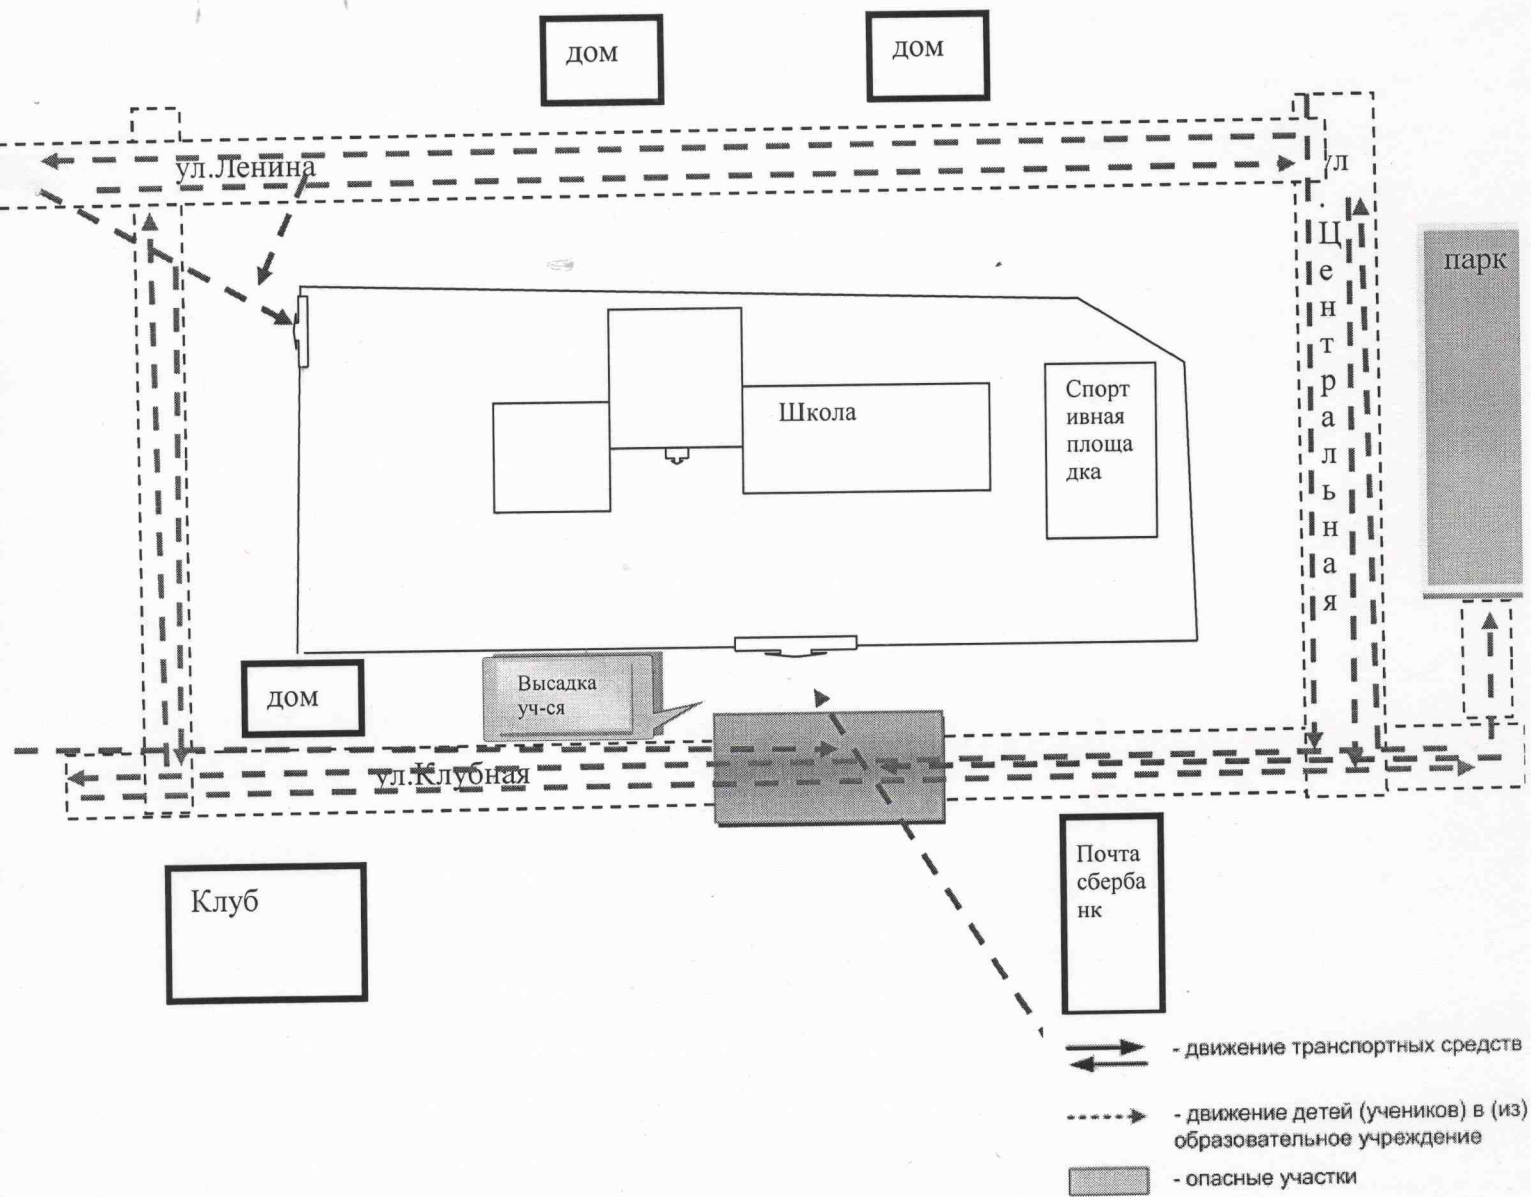 дом
дом
ул.Ленина
ул
.
Ц
е
н
т
р
а
л
ь
н
а
я
парк
Школа
Спорт
ивная
площа
дка
дом
Высадка
уч-ся
ул.Клубная
Клуб
Почта
сберба
нк
- движение транспортных средств
- движение детей (учеников) в (из)
образовательное учреждение
- опасные участки